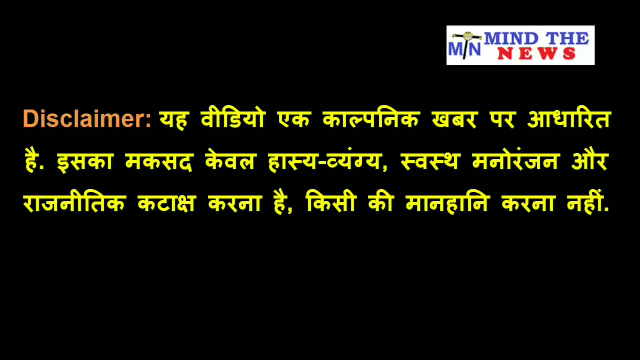 MIND THE
MTN NEWS
Disclaimer: यह वीडियो एक काल्पनिक खबर पर आधारित
है. इसका मकसद केवल हास्य-व्यंग्य, स्वस्थ मनोरंजन और
राजनीतिक कटाक्ष करना है, किसी की मानहानि करना नहीं.